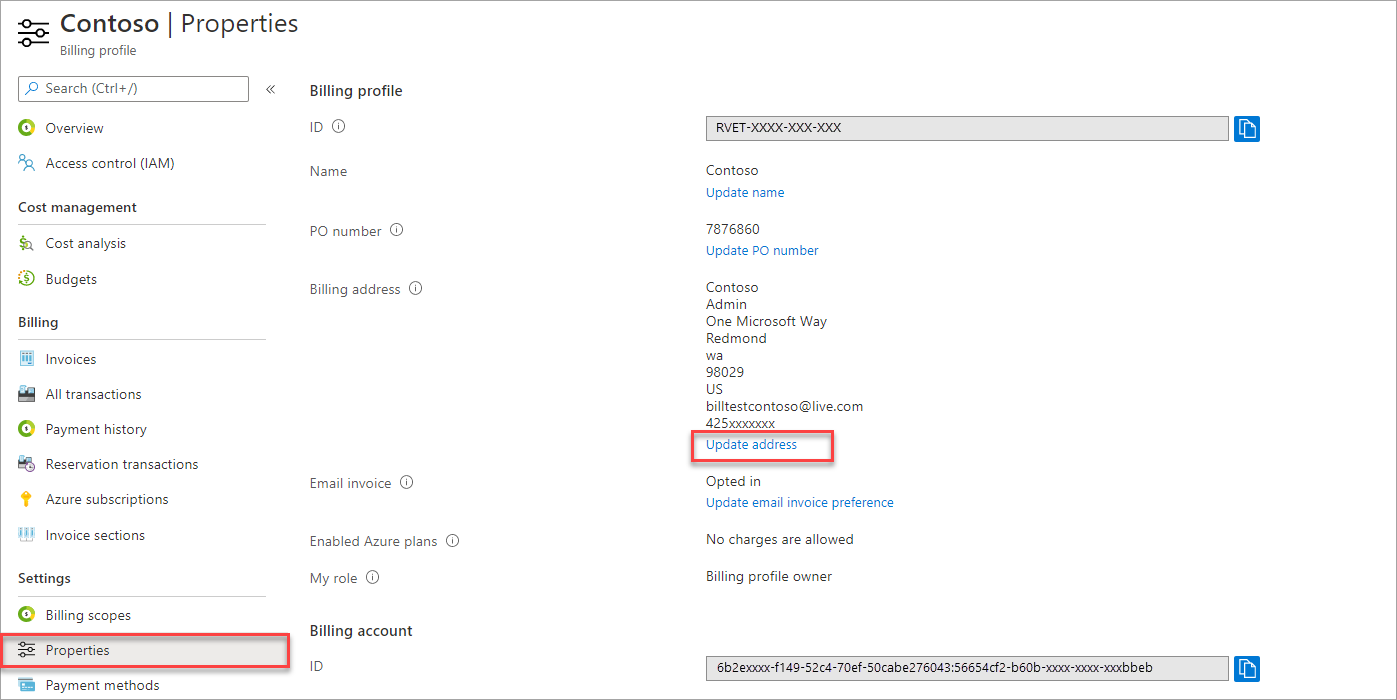 Contoso | Properties
Billing profile
Search (Ctrl+/)
«
Overview
Access control (IAM)
Cost management
Cost analysis
Budgets
Billing
Invoices
All transactions
Payment history
Reservation transactions
Azure subscriptions
Invoice sections
Settings
Billing scopes
Properties
Payment methods
Billing profile
ID
RVET-XXXX-XXX-XXX
Name
Contoso
Update name
PO number
7876860
Update PO number
Billing address
Contoso
Admin
One Microsoft Way
Redmond
wa
98029
US
billtestcontoso@live.com
425xxxxxxx
Update address
Email invoice
Opted in
Update email invoice preference
Enabled Azure plans
No charges are allowed
My role
Billing profile owner
Billing account
ID
6b2exxxx-f149-52c4-70ef-50cabe276043:56654cf2-b60b-xxxx-xxxx-xxxbbeb